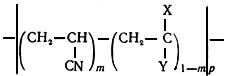 X
—(CH₂—CH)m—(CH₂—C)1—m p
CN
Y